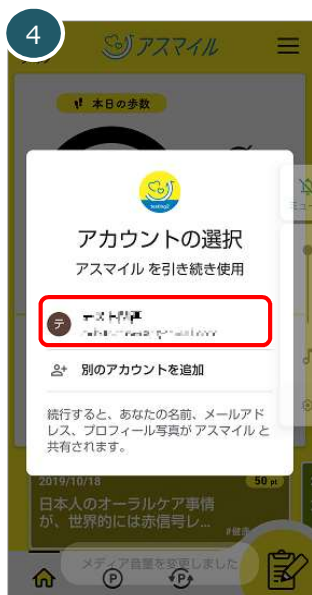 4
アスマイル
本日の歩数
アカウントの選択
アスマイル を引き続き使用
テ
別のアカウントを追加
続行すると、あなたの名前、メールアド
レス、プロフィール写真が アスマイル と
共有されます。
2019/10/18
50 pt
日本人のオーラルケア事情
が、世界的には赤信号レ...
#健康
メディア音量を変更しました
P
P